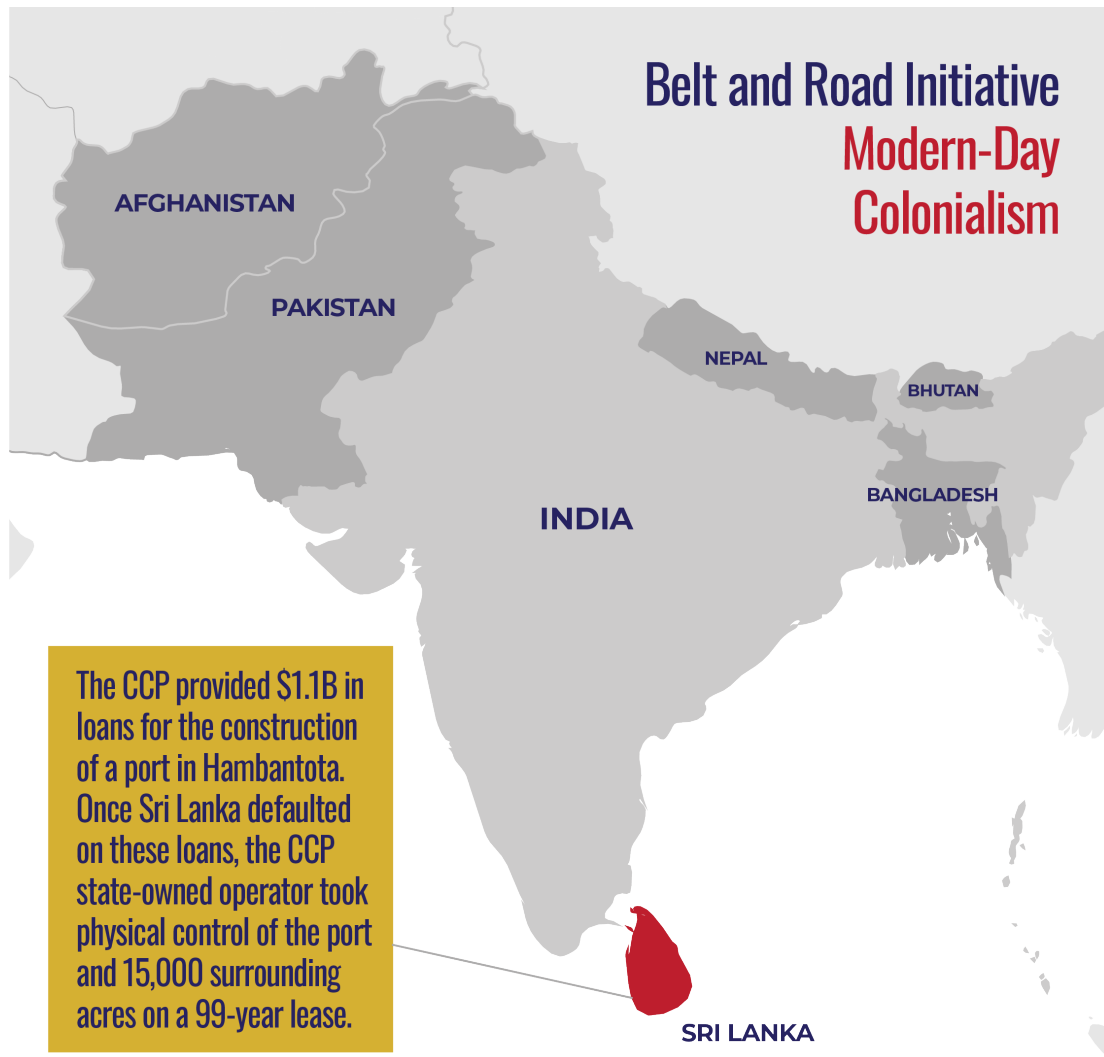 Belt and Road Initiative
Modern-Day
Colonialism
AFGHANISTAN
PAKISTAN
NEPAL
BHUTAN
BANGLADESH
INDIA
The CCP provided $1.1B in
loans for the construction
of a port in Hambantota.
Once Sri Lanka defaulted
on these loans, the CCP
state-owned operator took
physical control of the port
and 15,000 surrounding
acres on a 99-year lease.
SRI LANKA